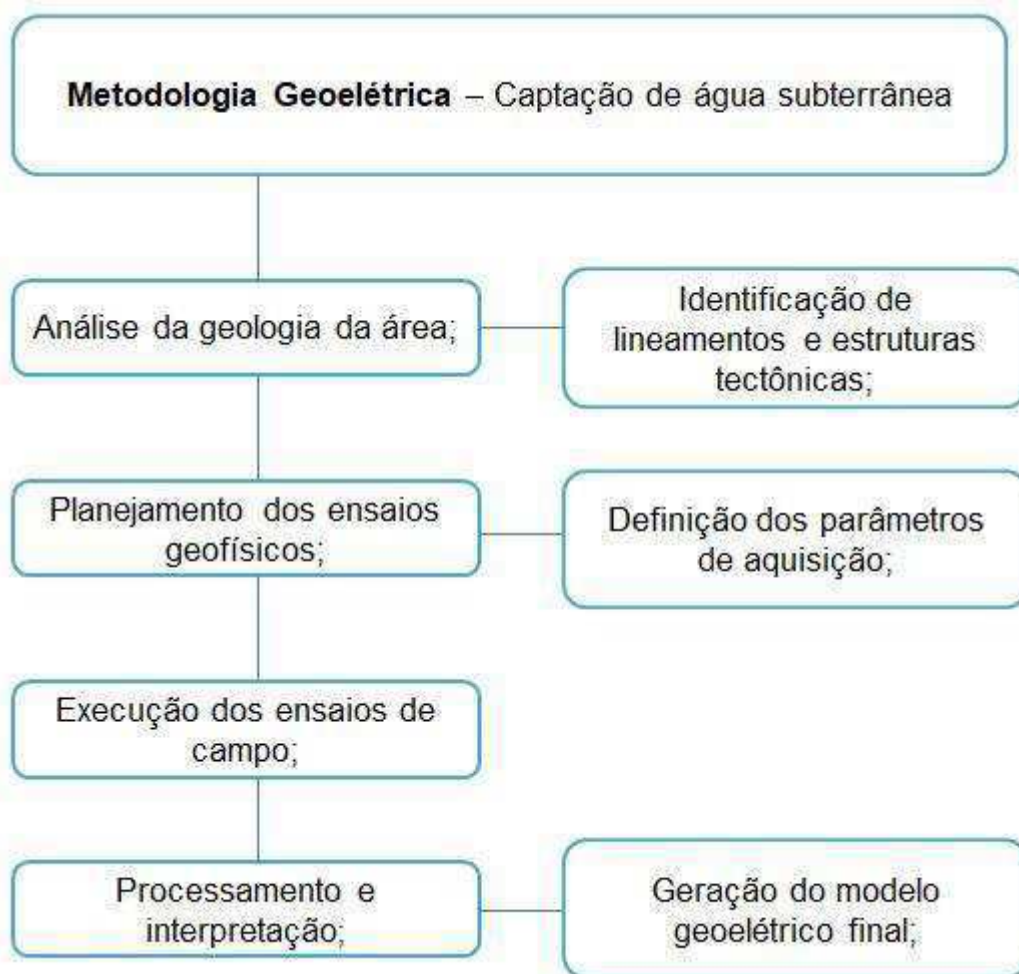 Metodologia Geoelétrica – Captação de água subterrânea
Análise da geologia da área;
Identificação de
lineamentos e estruturas
tectônicas;
Planejamento dos ensaios
geofísicos;
Definição dos parâmetros
de aquisição;
Execução dos ensaios de
campo;
Processamento e
interpretação;
Geração do modelo
geoelétrico final;